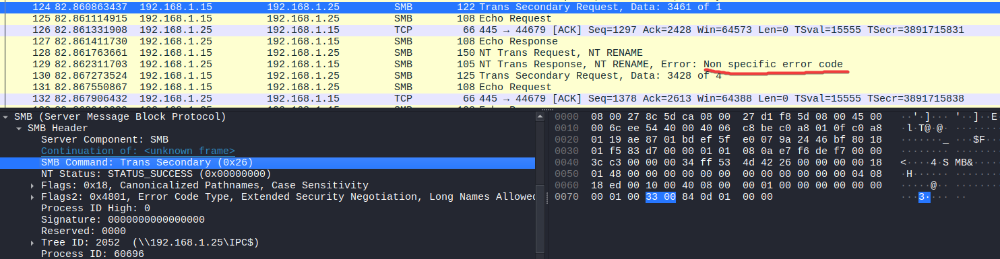 124 82.860863437 192.168.1.15 192.168.1.25 SMB 122 Trans Secondary Request, Data: 3461 of 1
125 82.861114915 192.168.1.15 192.168.1.25 SMB 108 Echo Request
126 82.861331908 192.168.1.25 192.168.1.15 TCP 66 445 → 44679 [ACK] Seq=1297 Ack=2428 Win=64573 Len=0 TSval=15555 TSecr=3891715831
127 82.861411730 192.168.1.25 192.168.1.15 SMB 108 Echo Response
128 82.861763661 192.168.1.15 192.168.1.25 SMB 150 NT Trans Request, NT RENAME
129 82.862311703 192.168.1.25 192.168.1.15 SMB 105 NT Trans Response, NT RENAME, Error: Non specific error code
130 82.867273524 192.168.1.15 192.168.1.25 SMB 125 Trans Secondary Request, Data: 3428 of 4
131 82.867550867 192.168.1.15 192.168.1.25 SMB 108 Echo Request
132 82.867906432 192.168.1.25 192.168.1.15 TCP 66 445 → 44679 [ACK] Seq=1378 Ack=2613 Win=64388 Len=0 TSval=15555 TSecr=3891715838
SMB (Server Message Block Protocol)
SMB Header
Server Component: SMB
Continuation of: <unknown frame>
SMB Command: Trans Secondary (0x26)
NT Status: STATUS_SUCCESS (0x00000000)
Flags: 0x18, Canonicalized Pathnames, Case Sensitivity
Flags2: 0x4801, Error Code Type, Extended Security Negotiation, Long Names Allowed
Process ID High: 0
Signature: 0000000000000000
Reserved: 0000
Tree ID: 2052 (\\192.168.1.25\IPC$)
Process ID: 60696
0000 08 00 27 8c 5d ca 08 00 27 d1 f8 5d 08 00 45 00 ··'·]··· '··]··E·
0010 00 6c ee 54 40 00 40 06 c8 be c0 a8 01 0f c0 a8 ·l·T@·@· ········
0020 01 19 ae 87 01 bd ef 5f e0 07 9a 24 46 bf 80 18 ·······_ ···$F···
0030 01 f5 83 d7 00 00 01 01 08 0a e7 f6 de f7 00 00 ········ ········
0040 3c c3 00 00 00 34 ff 53 4d 42 26 00 00 00 00 18 <····4·S MB&·····
0050 01 48 00 00 00 00 00 00 00 00 00 00 00 00 04 08 ·H······ ········
0060 18 ed 00 10 00 40 08 00 00 01 00 00 00 00 00 00 ·····@·· ········
0070 00 01 00 33 00 84 0d 01 00 00 ···3···· ··